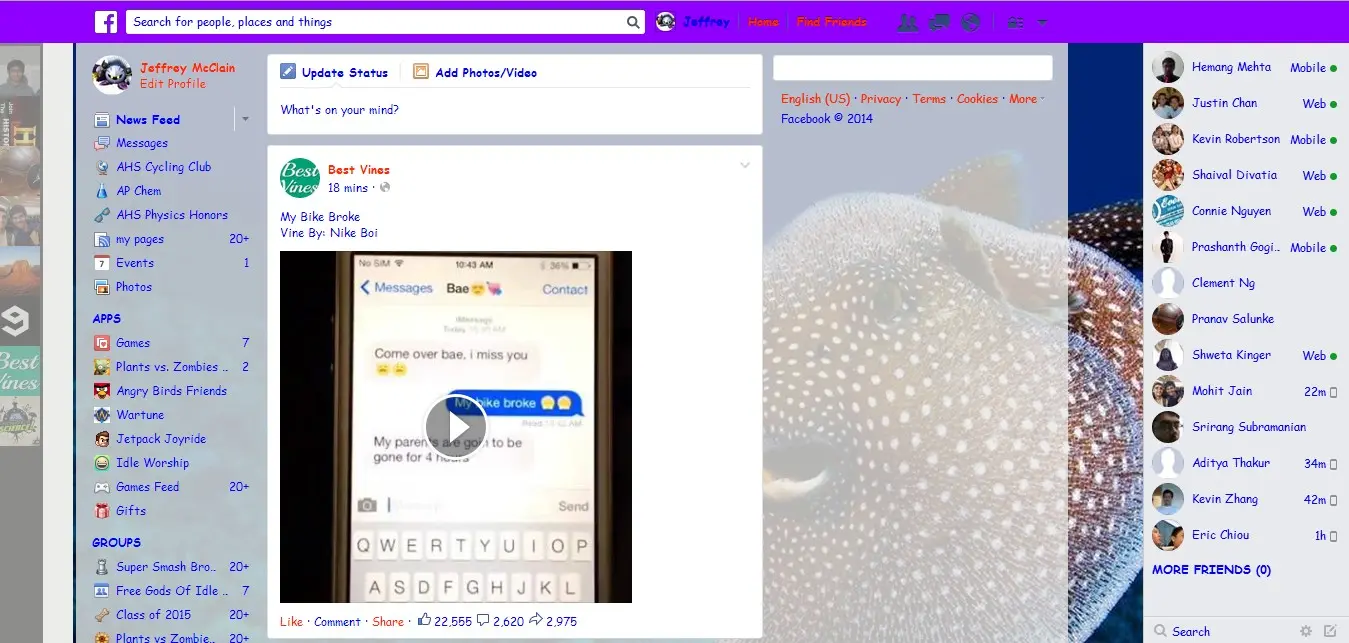 Search for people, places and things
Jeffrey
Home
Find Friends
Jeffrey McClain
Edit Profile
News Feed
Messages
AHS Cycling Club
AP Chem
AHS Physics Honors
my pages 20+
Events 1
Photos
APPS
Games 7
Plants vs. Zombies .. 2
Angry Birds Friends
Wartune
Jetpack Joyride
Idle Worship
Games Feed 20+
Gifts
GROUPS
Super Smash Bro.. 20+
Free Gods Of Idle .. 7
Class of 2015 20+
Plants vs Zombie.. 20+
Update Status
Add Photos/Video
What's on your mind?
Best
Vines
Best Vines
18 mins ·
My Bike Broke
Vine By: Nike Boi
No SIM 10:43 AM 36%
Messages Bae Contact
iMessage
Come over bae, i miss you
My bike broke
My parents are goin to be
gone for 4 hours
Send
Q W E R T Y U I O P
A S D F G H J K L
Like · Comment · Share · 22,555 2,620 2,975
English (US) · Privacy · Terms · Cookies · More ·
Facebook © 2014
Hemang Mehta Mobile
Justin Chan Web
Kevin Robertson Mobile
Shaival Divatia Web
Connie Nguyen Web
Prashanth Gogi.. Mobile
Clement Ng
Pranav Salunke
Shweta Kinger Web
Mohit Jain 22m
Srirang Subramanian
Aditya Thakur 34m
Kevin Zhang 42m
Eric Chiou 1h
MORE FRIENDS (0)
Search